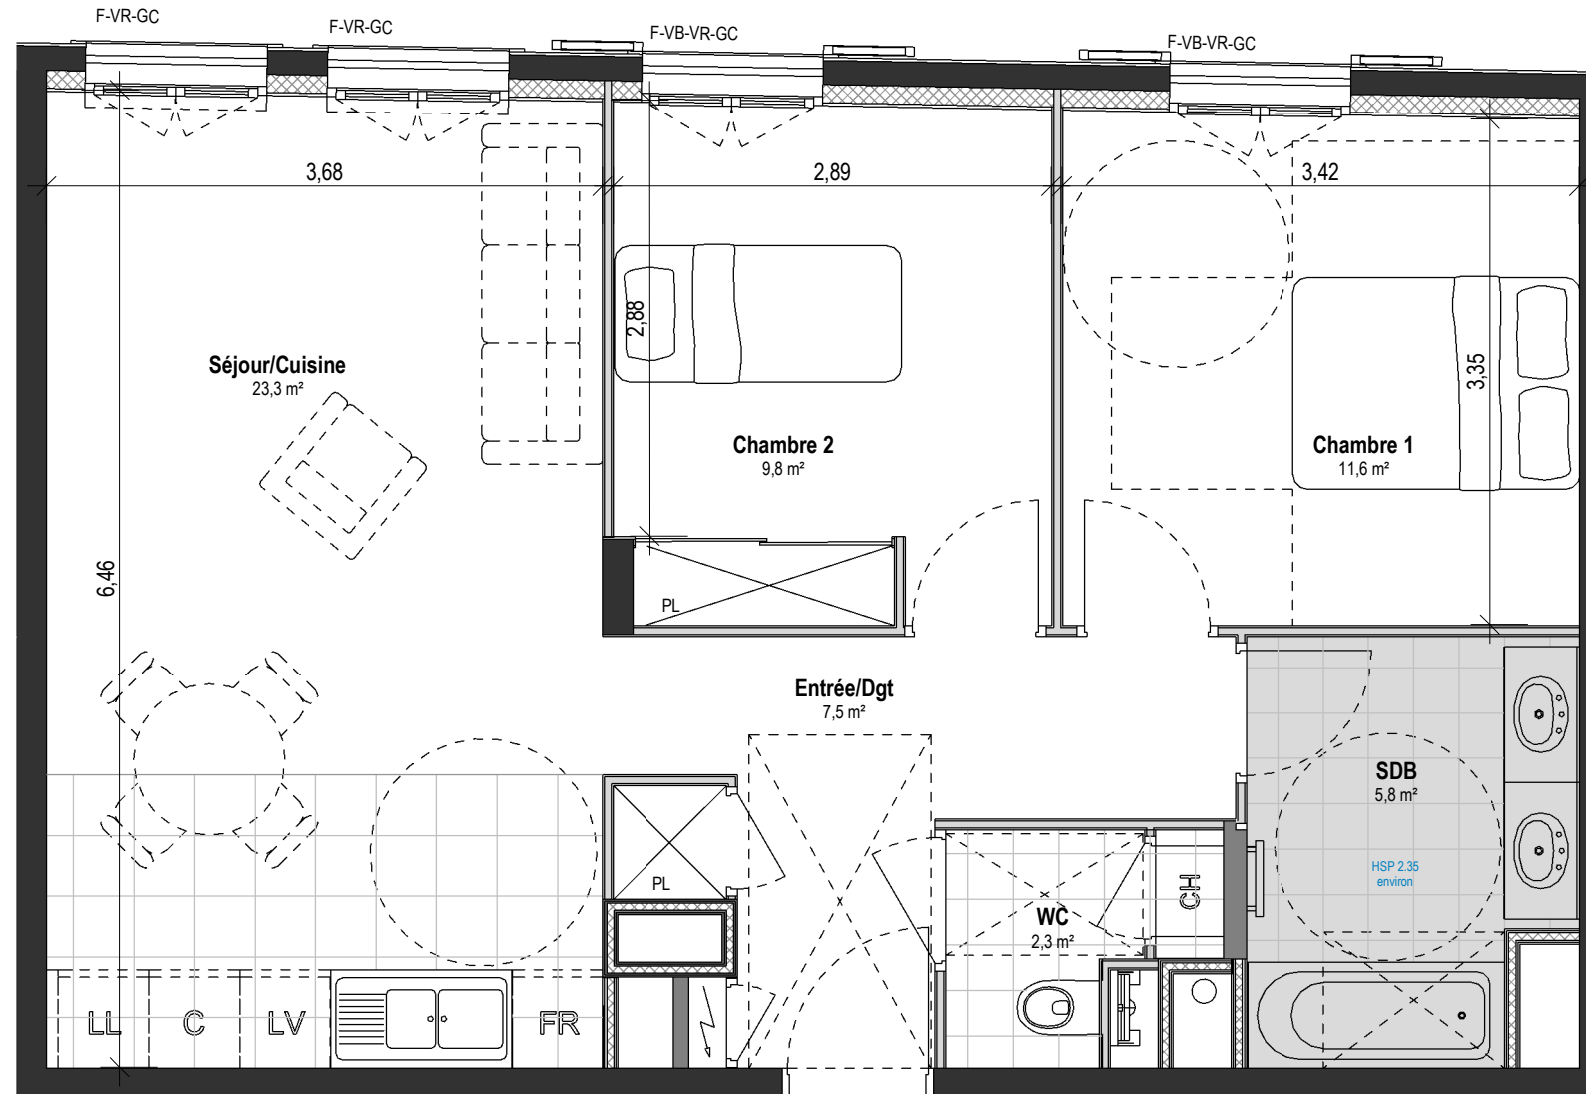 F-VR-GC
F-VR-GC
F-VB-VR-GC
F-VB-VR-GC
3,68
2,89
3,42
2,88
Séjour/Cuisine
23,3 m²
3,35
Chambre 2
9,8 m²
Chambre 1
11,6 m²
6,46
PL
Entrée/Dgt
7,5 m²
SDB
5,8 m²
HSP 2.35
environ
PL
CH
WC
2,3 m²
LL
C
LV
FR